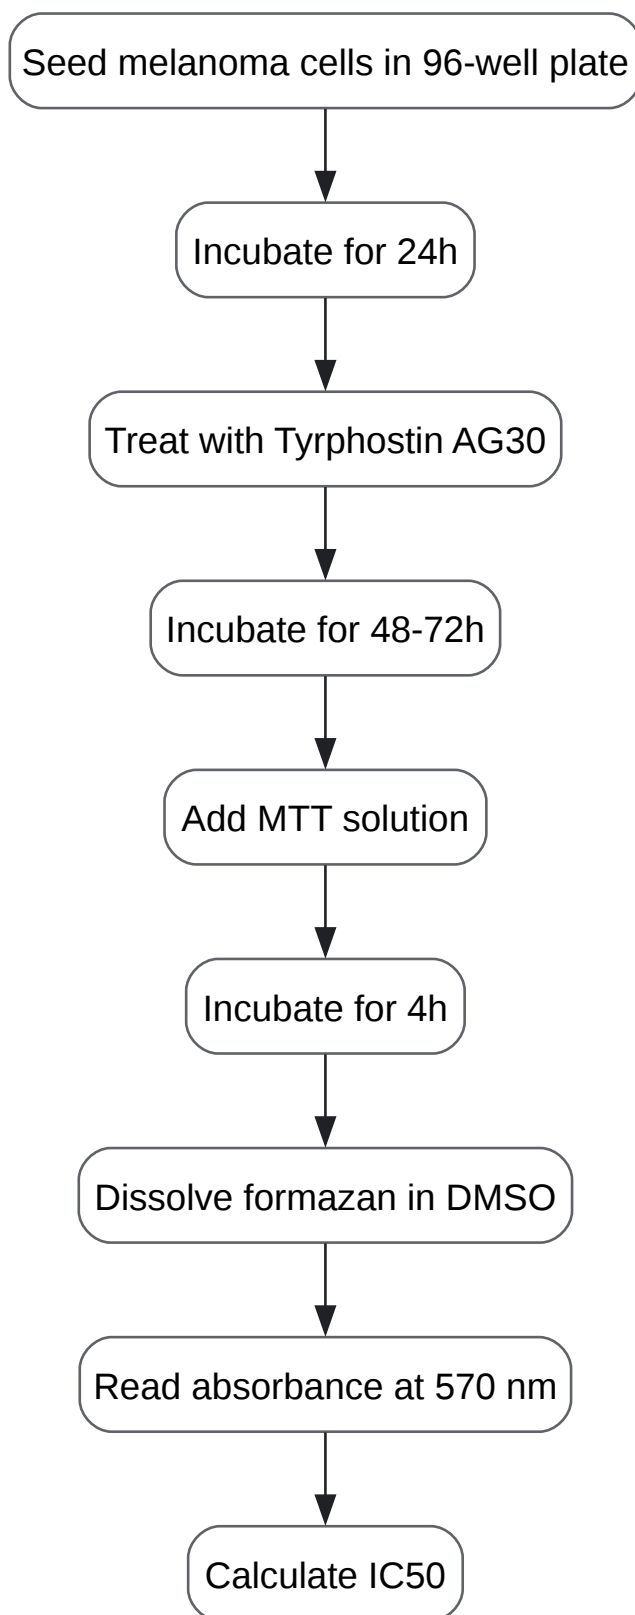 Seed melanoma cells in 96-well plate
Incubate for 24h
Treat with Tyrphostin AG30
Incubate for 48-72h
Add MTT solution
Incubate for 4h
Dissolve formazan in DMSO
Read absorbance at 570 nm
Calculate IC50